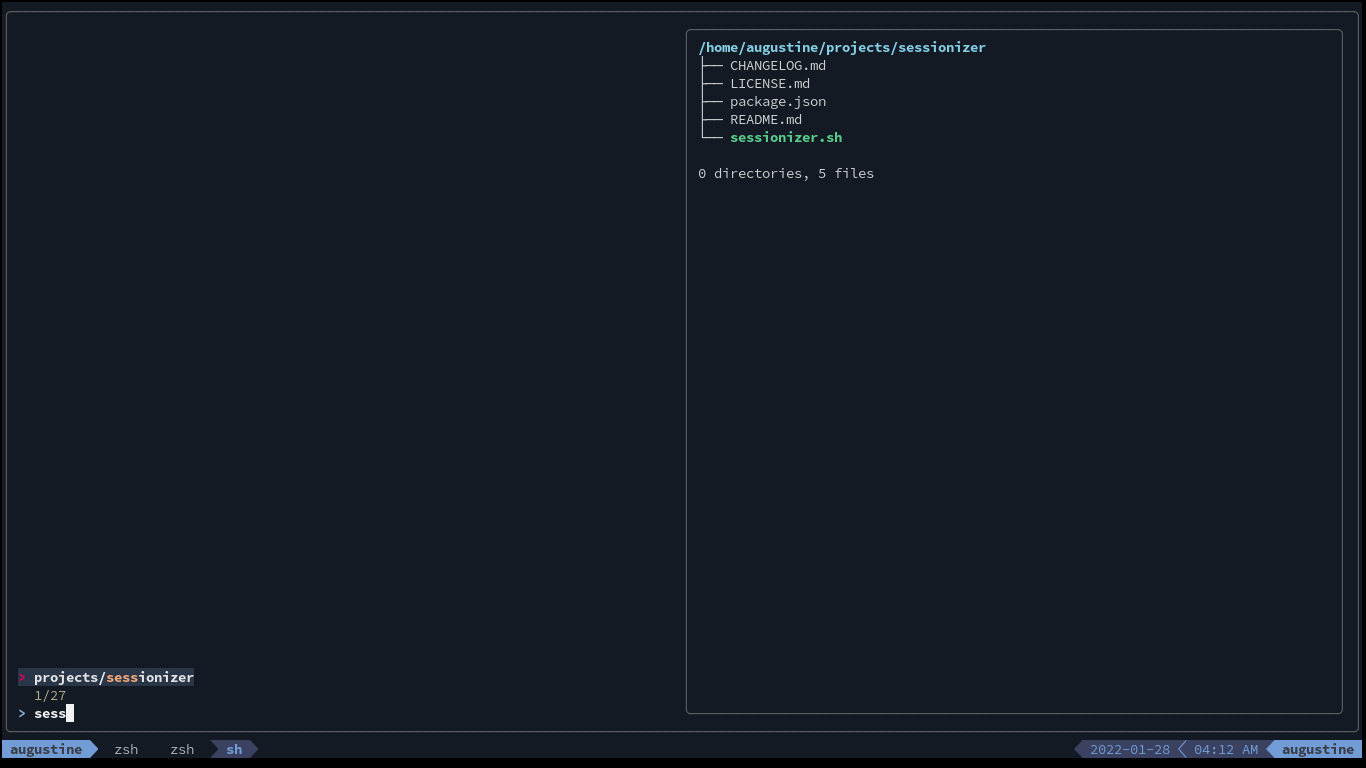 /home/augustine/projects/sessionizer
├── CHANGELOG.md
├── LICENSE.md
├── package.json
├── README.md
└── sessionizer.sh
0 directories, 5 files
> projects/sessionizer
1/27
> sess
augustine zsh zsh sh 2022-01-28 04:12 AM augustine